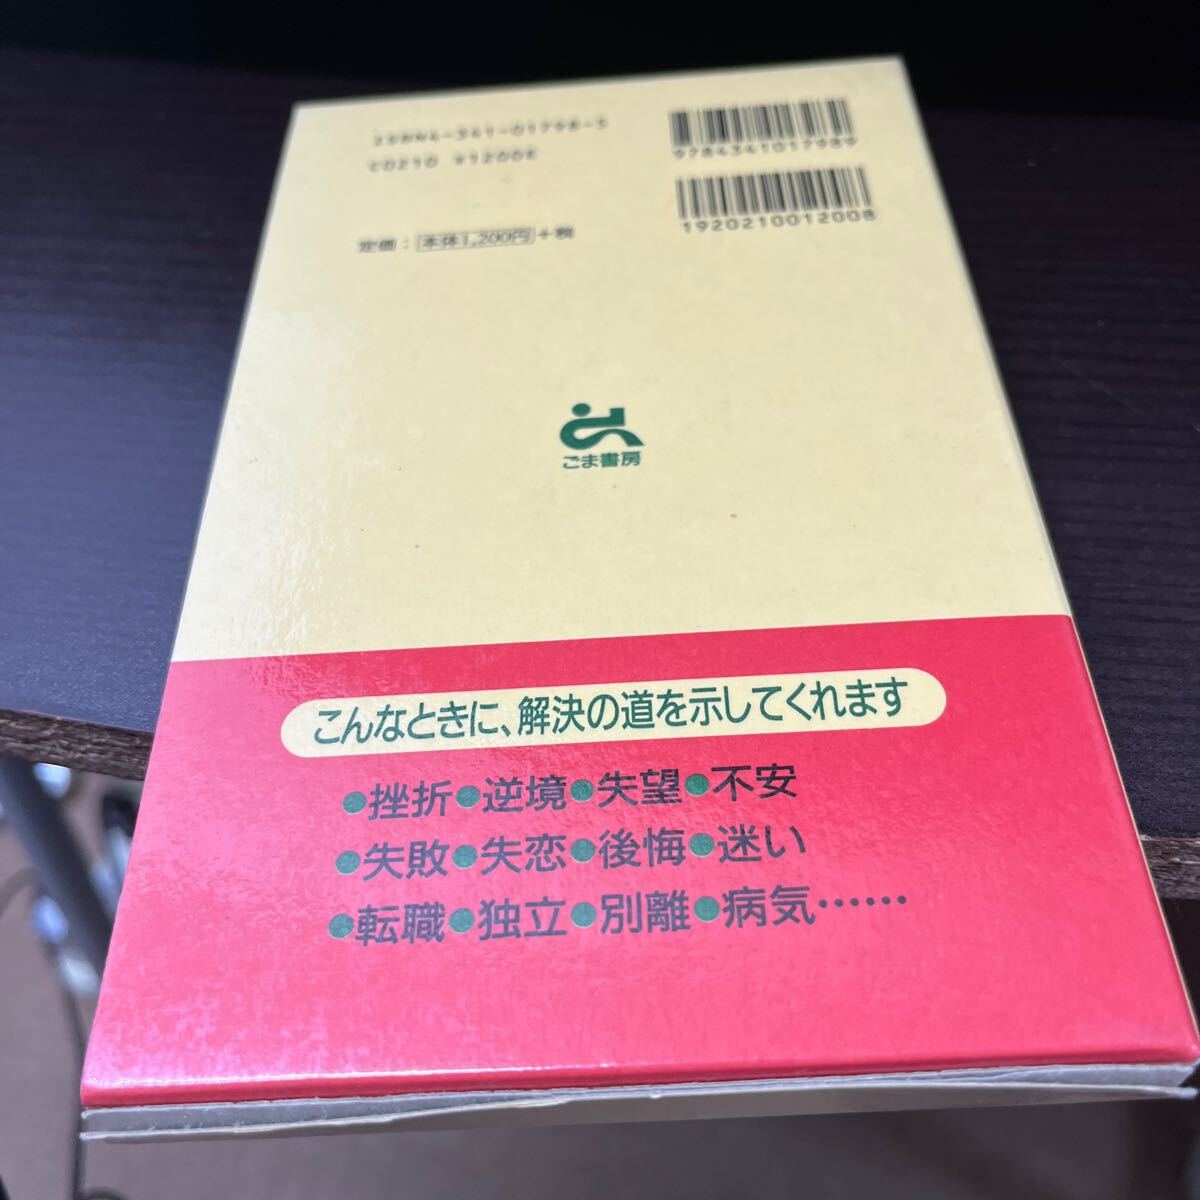 ISBN4-341-01798-5
C0210 ¥1200E
定価：本体1,200円+税
9784341017989
1920210012008
ごま書房
こんなときに、解決の道を示してくれます
●挫折●逆境●失望●不安
●失敗●失恋●後悔●迷い
●転職●独立●別離●病気……